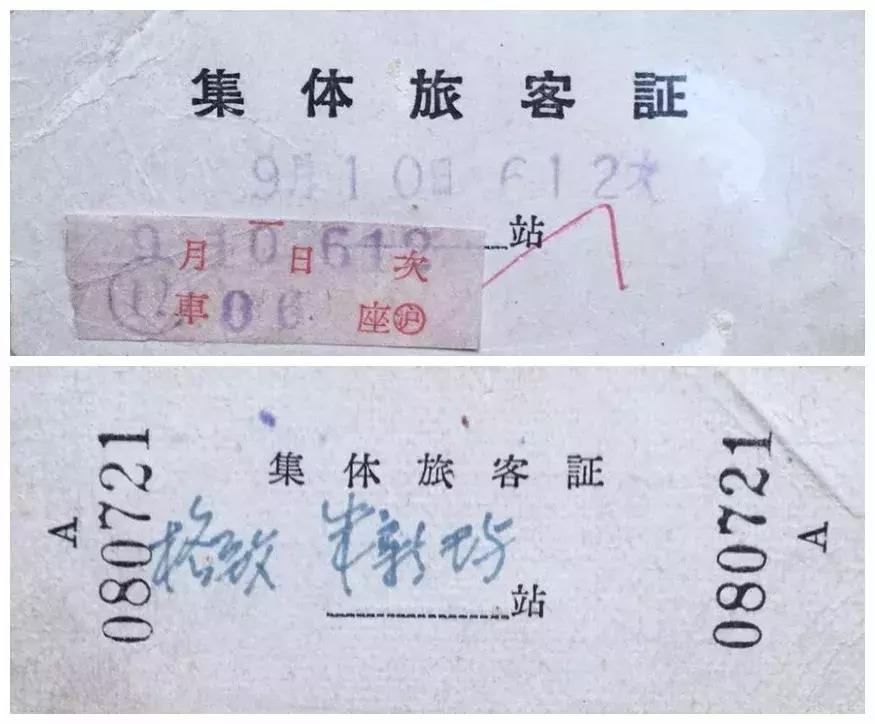 集体旅客証
9月10日 612次
站
9月10日612次
車06座沪
集体旅客証
A 080721
格致
站
080721 A